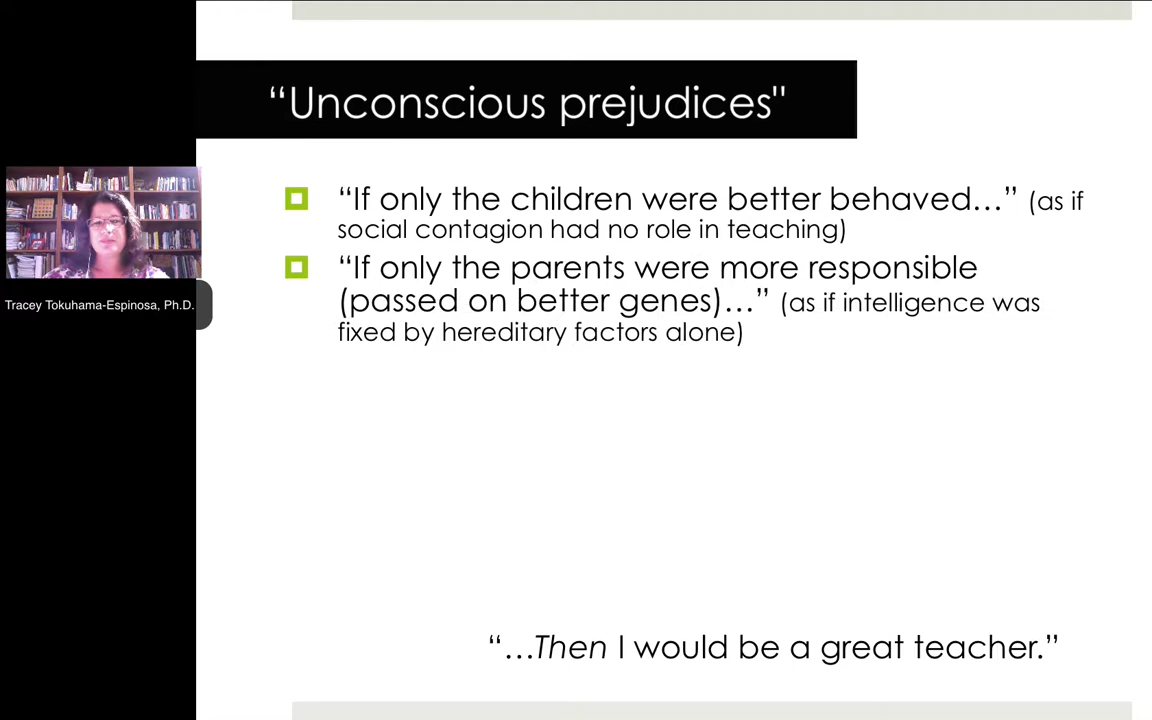 “Unconscious prejudices"
“If only the children were better behaved…” (as if
social contagion had no role in teaching)
“If only the parents were more responsible
(passed on better genes)…” (as if intelligence was
fixed by hereditary factors alone)
Tracey Tokuhama-Espinosa, Ph.D.
“…Then I would be a great teacher.”